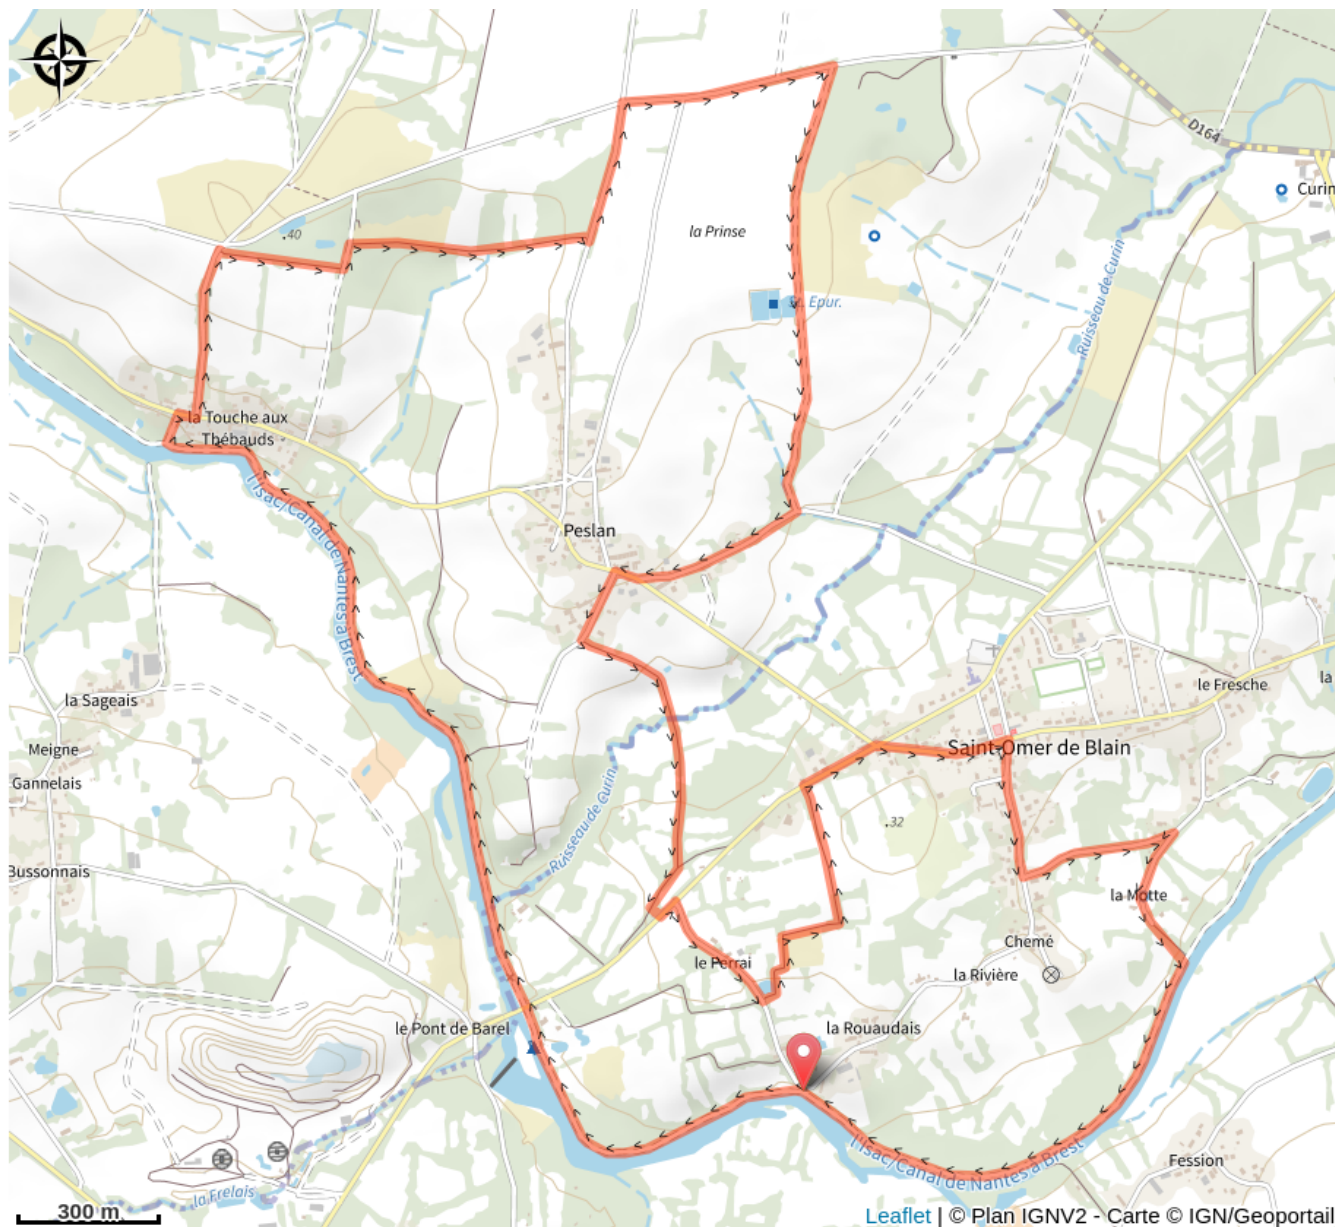 D164
Curin
.40
la Prinse
St. Epur.
Ruisseau de Curin
la Touche aux
Thébauds
l'Isac/Canal de Nantes à Brest
Peslan
la Sageais
le Fresche
la
Meigne
Saint-Omer de Blain
Gannelais
.32
Ruisseau de Curin
Bussonnais
la Motte
Chemé
le Perrai
la Rivière
le Pont de Barel
la Rouaudais
l'Isac/Canal de Nantes à Brest
Fession
la Frelais
300 m
Leaflet | © Plan IGNV2 - Carte © IGN/Geoportail